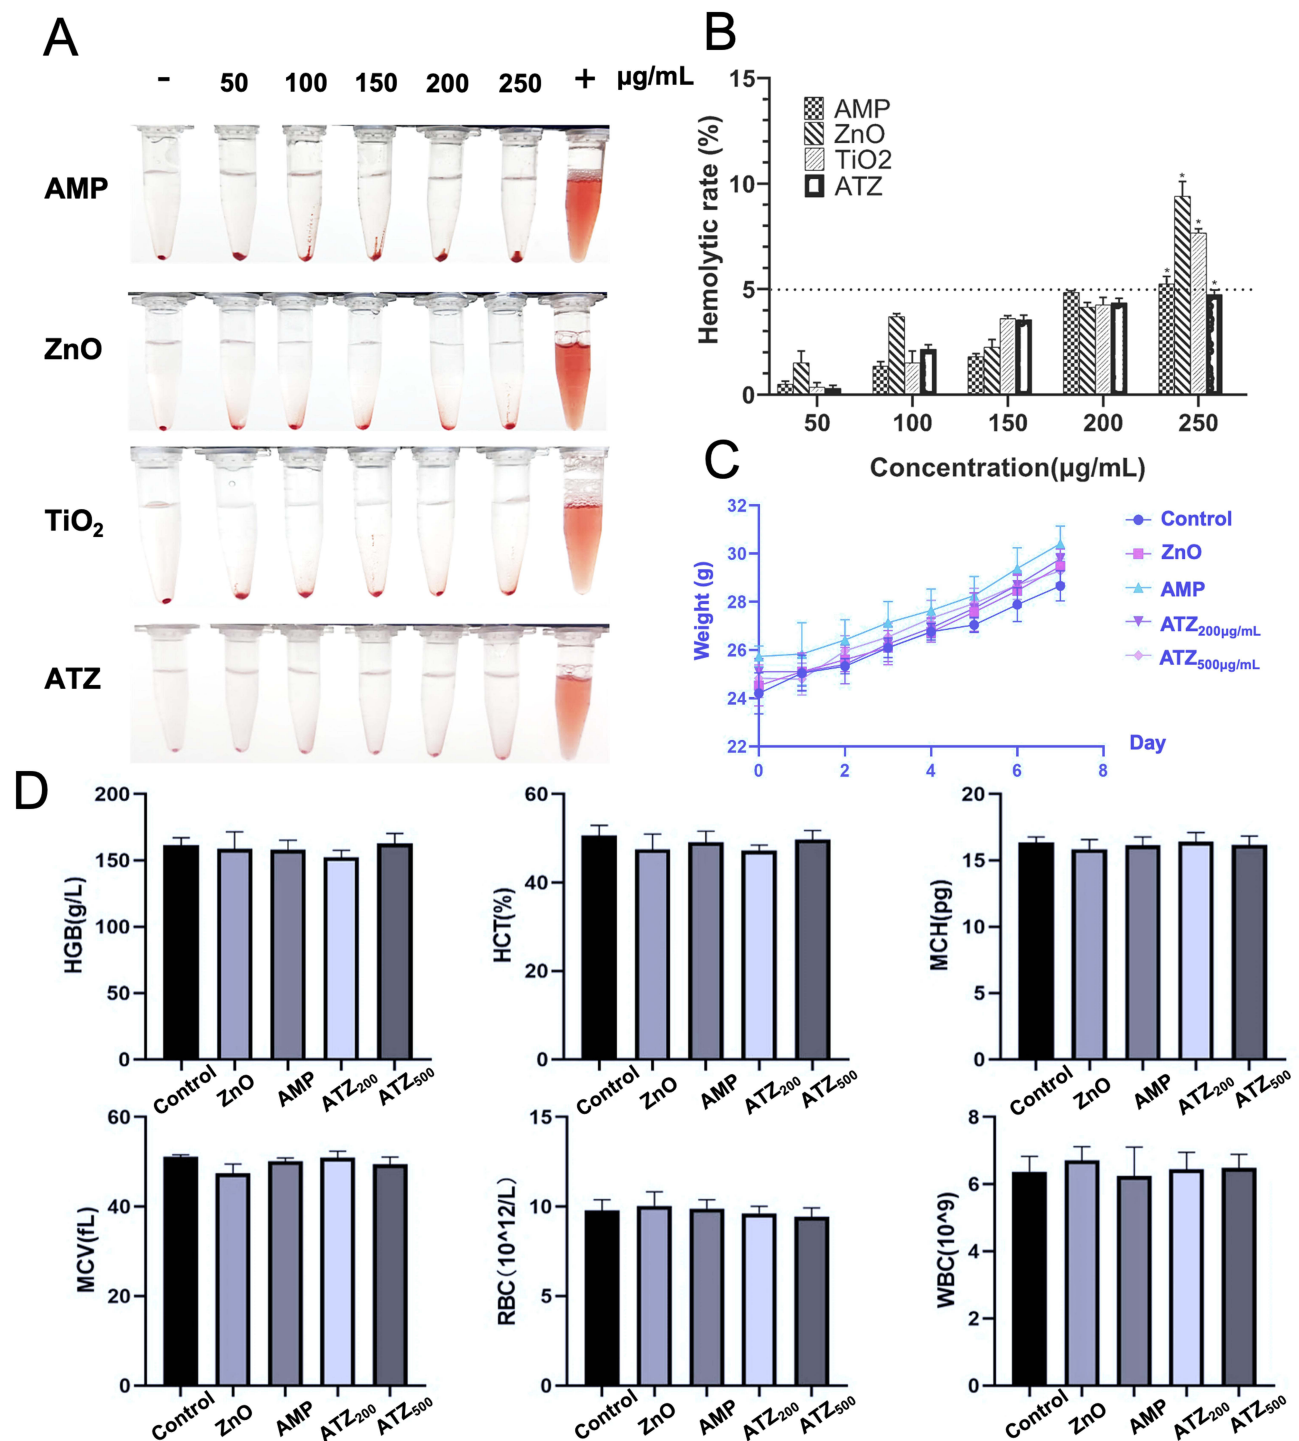 A
- 50 100 150 200 250 + µg/mL
AMP
ZnO
TiO2
ATZ
B
15
10
5
0
Hemolytic rate (%)
AMP
ZnO
TiO2
ATZ
* * * *
50 100 150 200 250
Concentration(µg/mL)
C
32
30
28
26
24
22
Weight (g)
0 2 4 6 8
Day
Control
ZnO
AMP
ATZ200µg/mL
ATZ500µg/mL
D
200
150
100
50
0
HGB(g/L)
Control ZnO AMP ATZ200 ATZ500
60
40
20
0
HCT(%)
Control ZnO AMP ATZ200 ATZ500
20
15
10
5
0
MCH(pg)
Control ZnO AMP ATZ200 ATZ500
60
40
20
0
MCV(fL)
Control ZnO AMP ATZ200 ATZ500
15
10
5
0
RBC(10^12/L)
Control ZnO AMP ATZ200 ATZ500
8
6
4
2
0
WBC(10^9)
Control ZnO AMP ATZ200 ATZ500